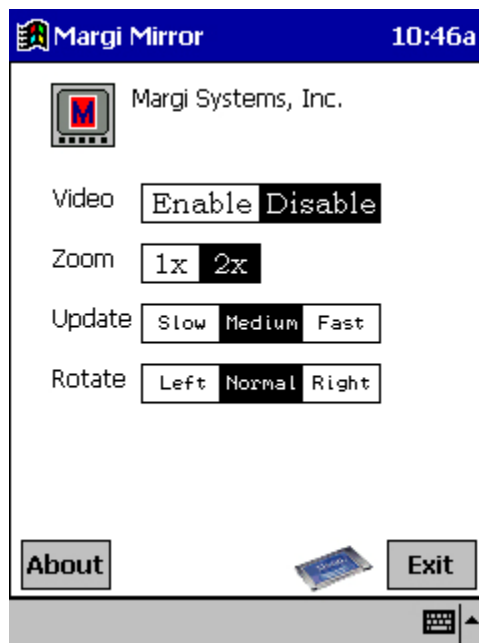 Margi Mirror 10:46a
M Margi Systems, Inc.
Video Enable Disable
Zoom 1x 2x
Update Slow Medium Fast
Rotate Left Normal Right
About Exit